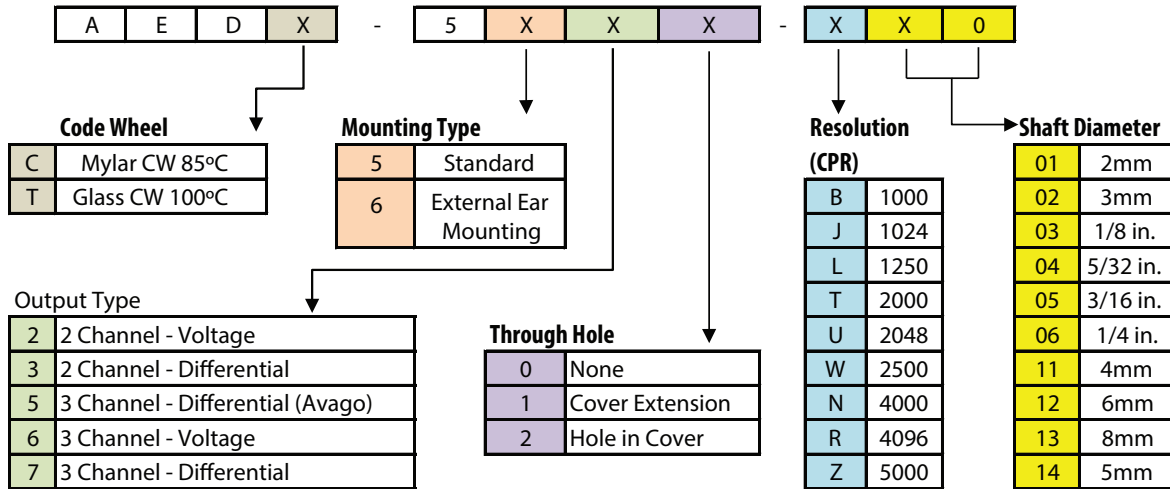 A E D X - 5 X X X - X X 0
Code Wheel
C Mylar CW 85ºC
T Glass CW 100ºC
Mounting Type
5 Standard
6 External Ear
Mounting
Output Type
2 2 Channel - Voltage
3 2 Channel - Differential
5 3 Channel - Differential (Avago)
6 3 Channel - Voltage
7 3 Channel - Differential
Through Hole
0 None
1 Cover Extension
2 Hole in Cover
Resolution
(CPR)
B 1000
J 1024
L 1250
T 2000
U 2048
W 2500
N 4000
R 4096
Z 5000
Shaft Diameter
01 2mm
02 3mm
03 1/8 in.
04 5/32 in.
05 3/16 in.
06 1/4 in.
11 4mm
12 6mm
13 8mm
14 5mm